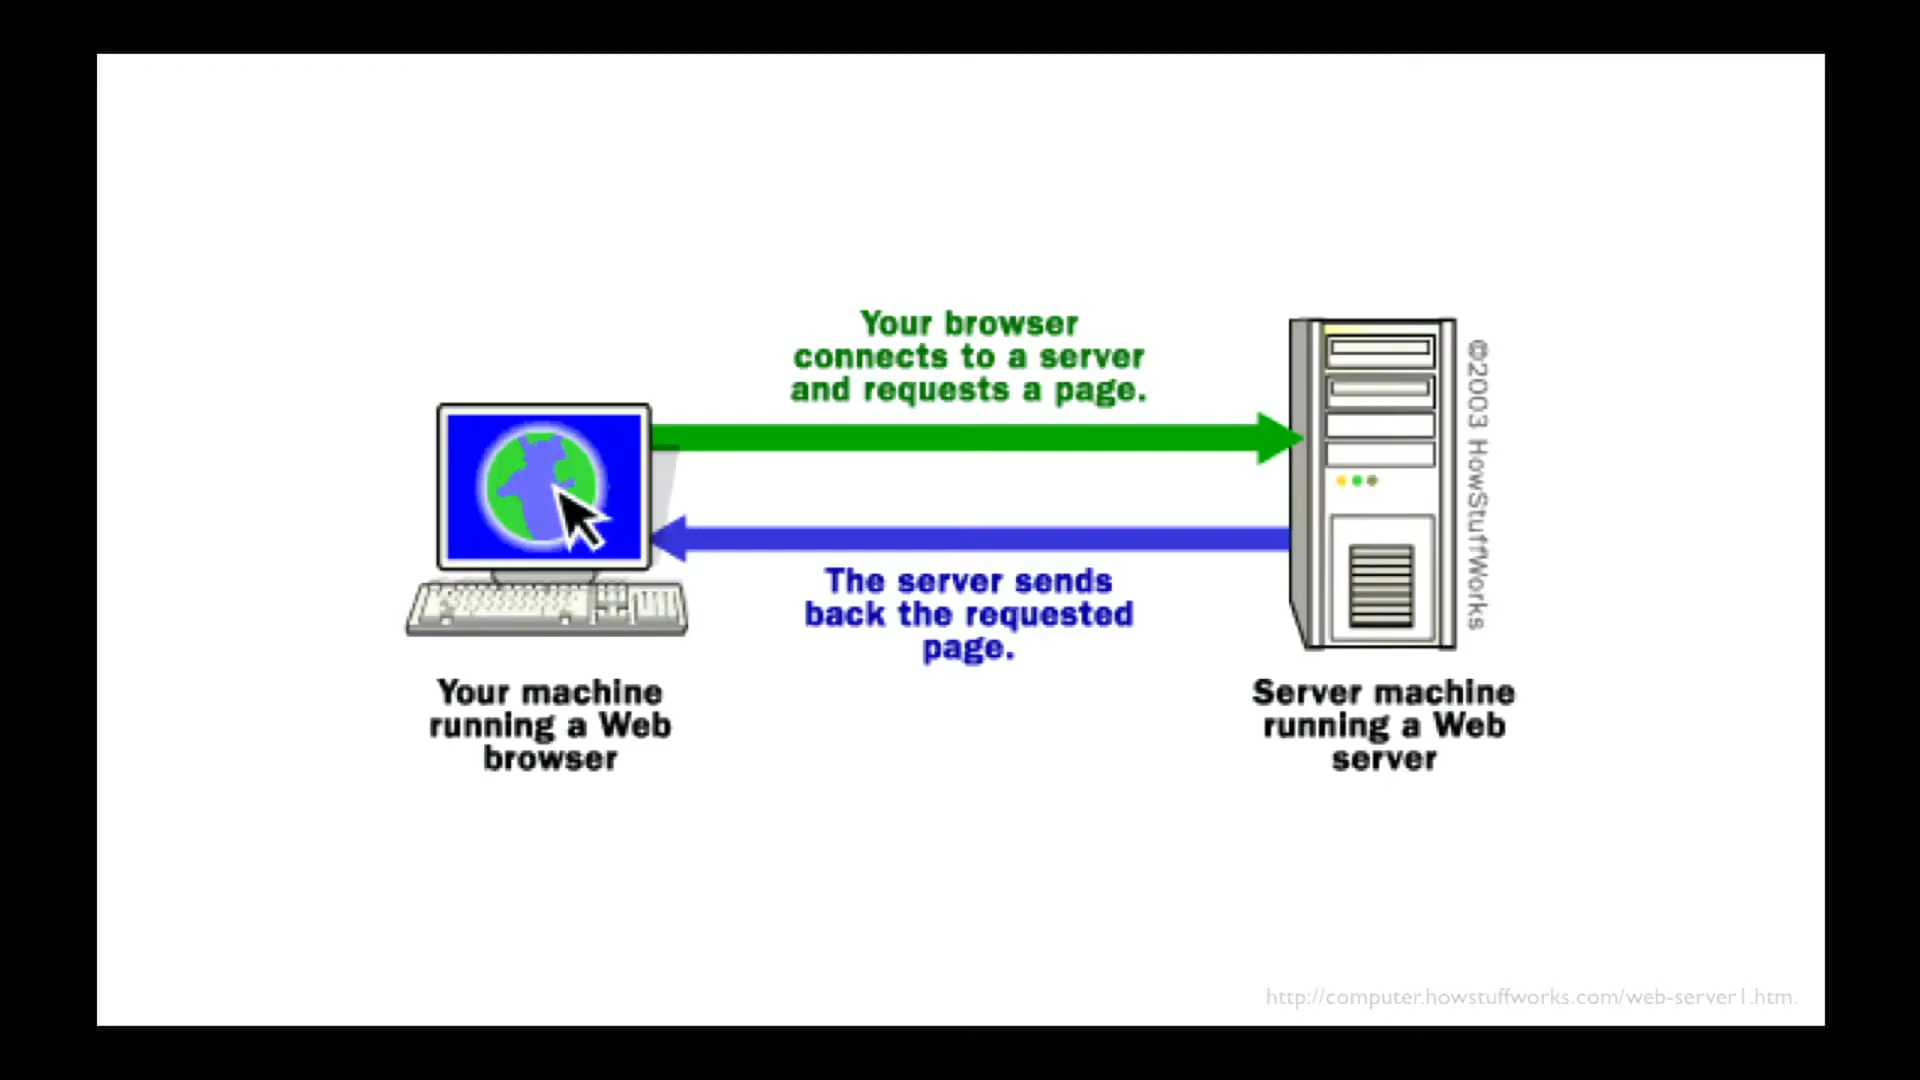 Your browser
connects to a server
and requests a page.
©2003 HowStuffWorks
The server sends
back the requested
page.
Your machine
running a Web
browser
Server machine
running a Web
server
http://computer.howstuffworks.com/web-server1.htm.